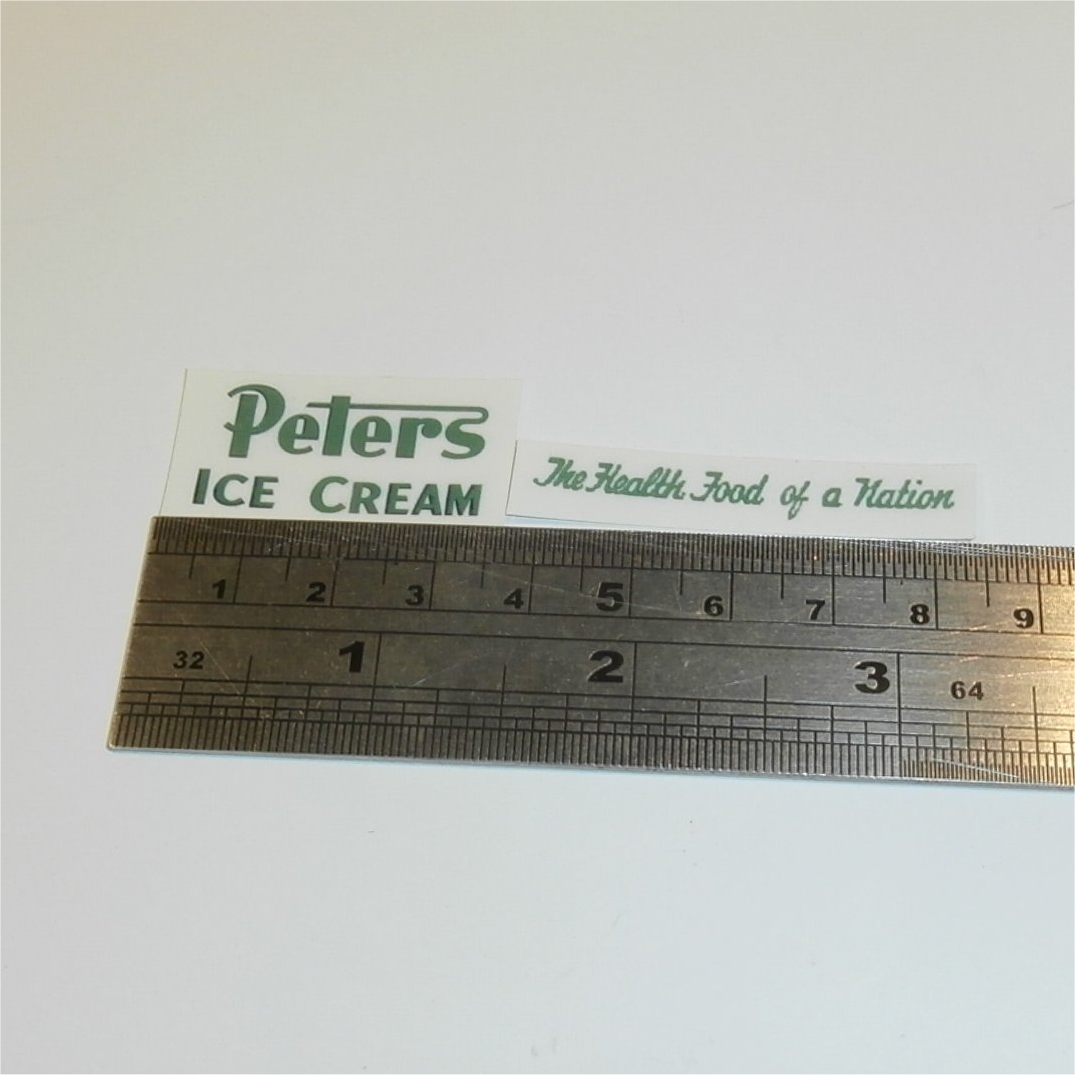 Peters
ICE CREAM
The Health Food of a Nation
1 2 3 4 5 6 7 8 9
32 1 2 3 64